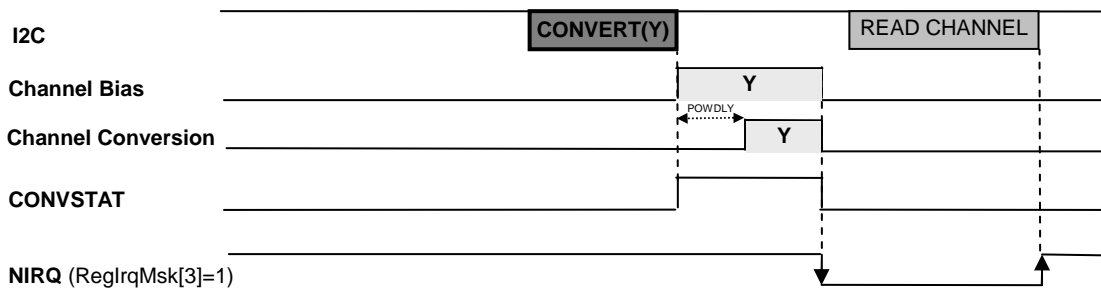 I2C
CONVERT(Y)
READ CHANNEL
Channel Bias
Y
POWDLY
Channel Conversion
Y
CONVSTAT
NIRQ (RegIrqMsk[3]=1)